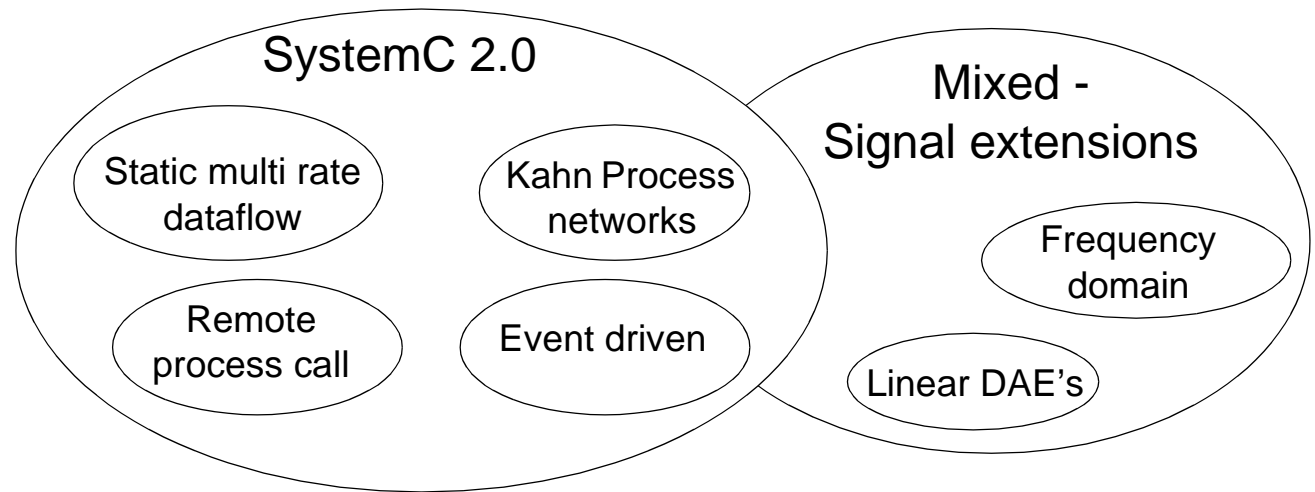 SystemC 2.0
Static multi rate
dataflow
Kahn Process
networks
Remote
process call
Event driven
Mixed -
Signal extensions
Frequency
domain
Linear DAE's